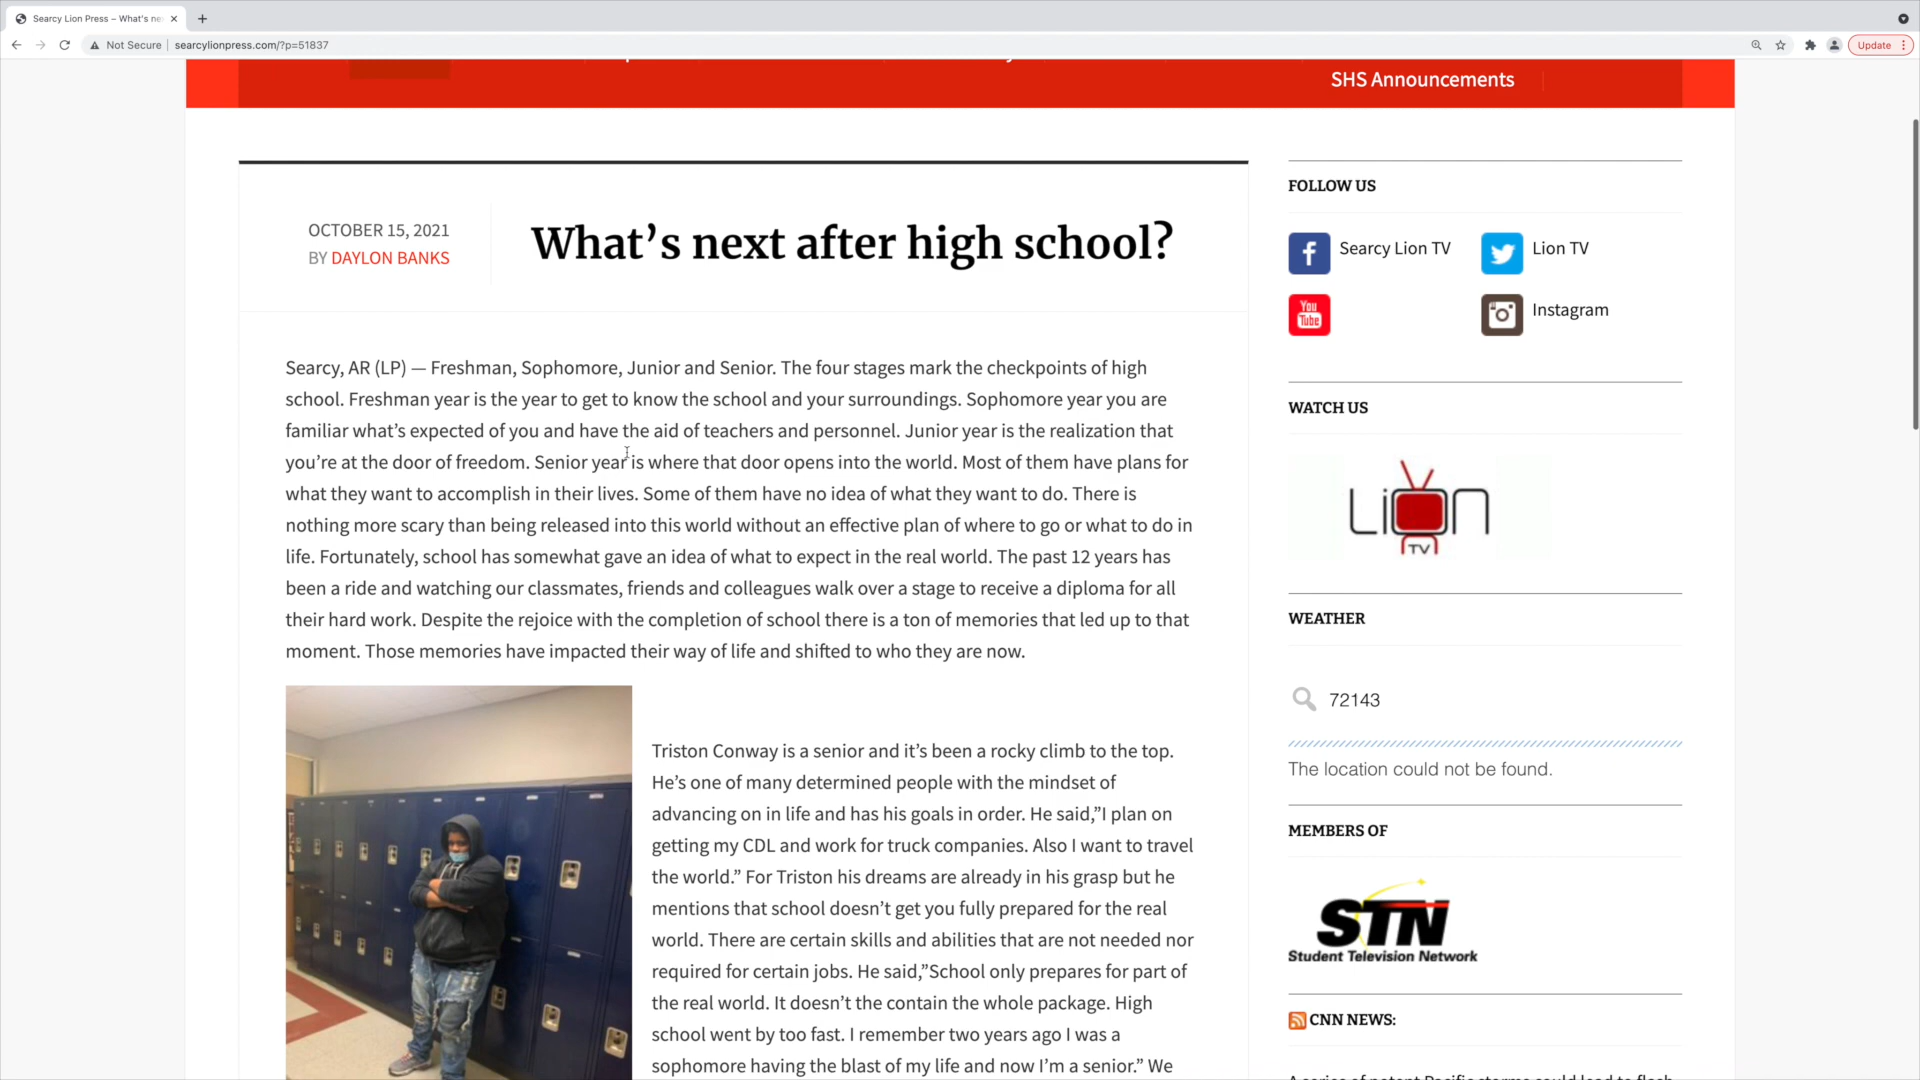 Searcy Lion Press – What's ne
Not Secure
searcylionpress.com/?p=51837
Update
SHS Announcements
OCTOBER 15, 2021
BY DAYLON BANKS
What's next after high school?
Searcy, AR (LP) — Freshman, Sophomore, Junior and Senior. The four stages mark the checkpoints of high
school. Freshman year is the year to get to know the school and your surroundings. Sophomore year you are
familiar what's expected of you and have the aid of teachers and personnel. Junior year is the realization that
you're at the door of freedom. Senior year is where that door opens into the world. Most of them have plans for
what they want to accomplish in their lives. Some of them have no idea of what they want to do. There is
nothing more scary than being released into this world without an effective plan of where to go or what to do in
life. Fortunately, school has somewhat gave an idea of what to expect in the real world. The past 12 years has
been a ride and watching our classmates, friends and colleagues walk over a stage to receive a diploma for all
their hard work. Despite the rejoice with the completion of school there is a ton of memories that led up to that
moment. Those memories have impacted their way of life and shifted to who they are now.
Triston Conway is a senior and it's been a rocky climb to the top.
He's one of many determined people with the mindset of
advancing on in life and has his goals in order. He said,"I plan on
getting my CDL and work for truck companies. Also I want to travel
the world." For Triston his dreams are already in his grasp but he
mentions that school doesn't get you fully prepared for the real
world. There are certain skills and abilities that are not needed nor
required for certain jobs. He said,"School only prepares for part of
the real world. It doesn't the contain the whole package. High
school went by too fast. I remember two years ago I was a
sophomore having the blast of my life and now I'm a senior." We
FOLLOW US
Searcy Lion TV
Lion TV
You
Tube
Instagram
WATCH US
LiOn
TV
WEATHER
72143
The location could not be found.
MEMBERS OF
STN
Student Television Network
CNN NEWS: